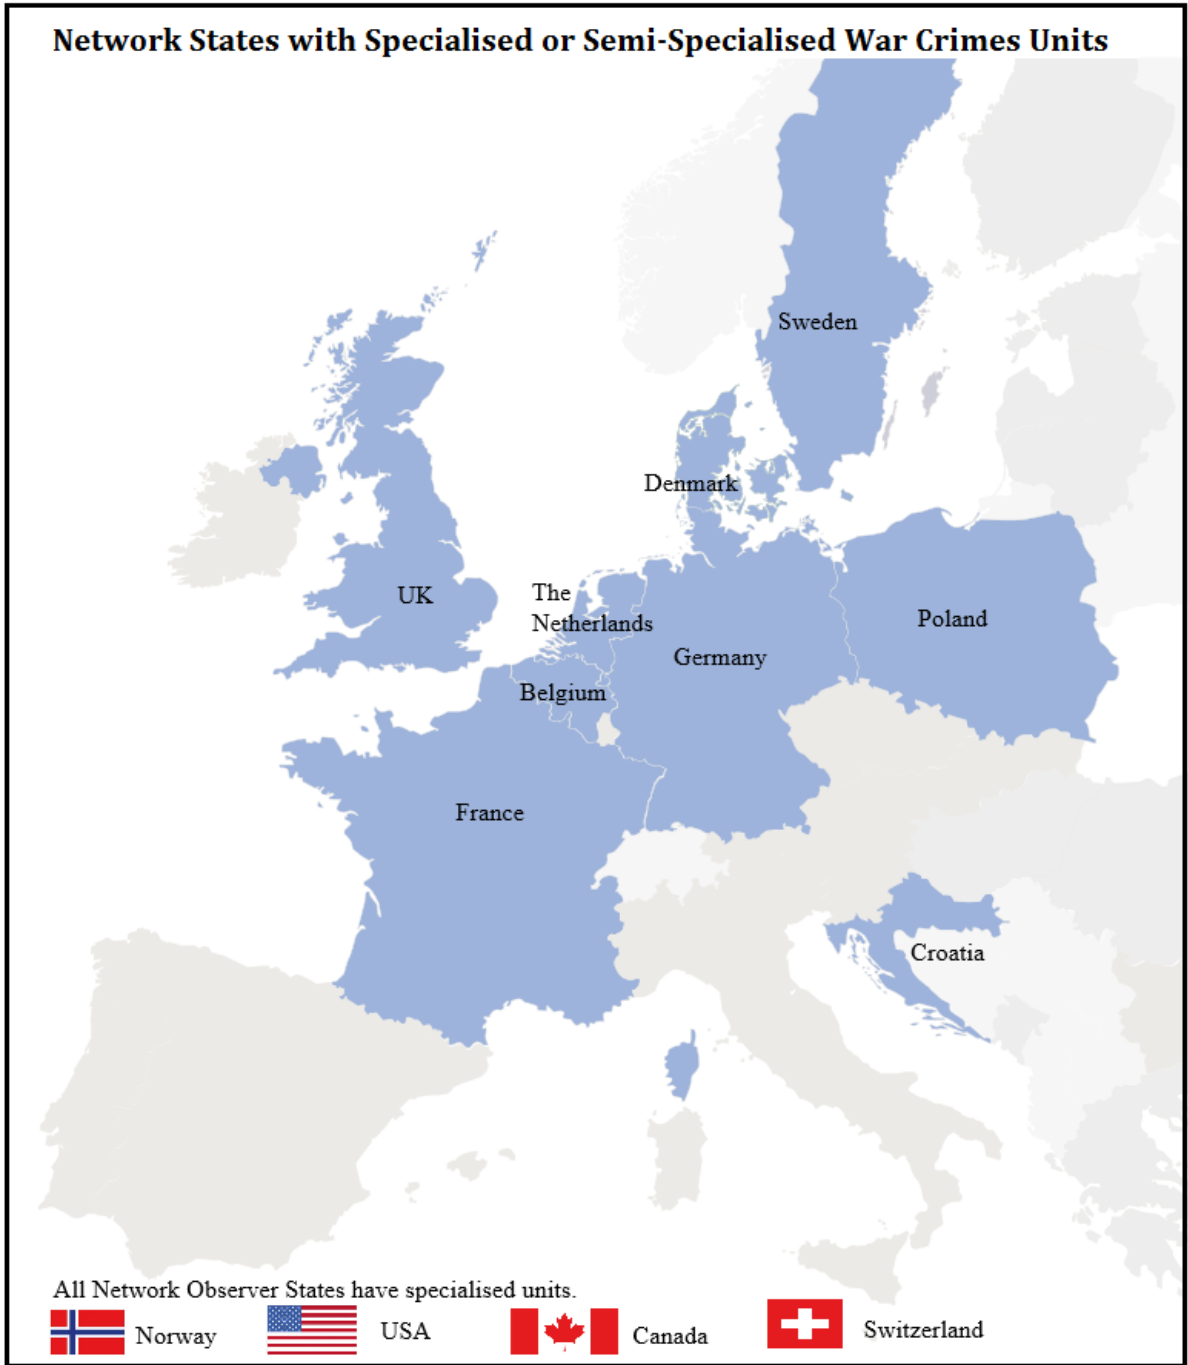 Network States with Specialised or Semi-Specialised War Crimes Units
Sweden
Denmark
UK
The
Netherlands
Poland
Germany
Belgium
France
Croatia
All Network Observer States have specialised units.
Norway
USA
Canada
Switzerland